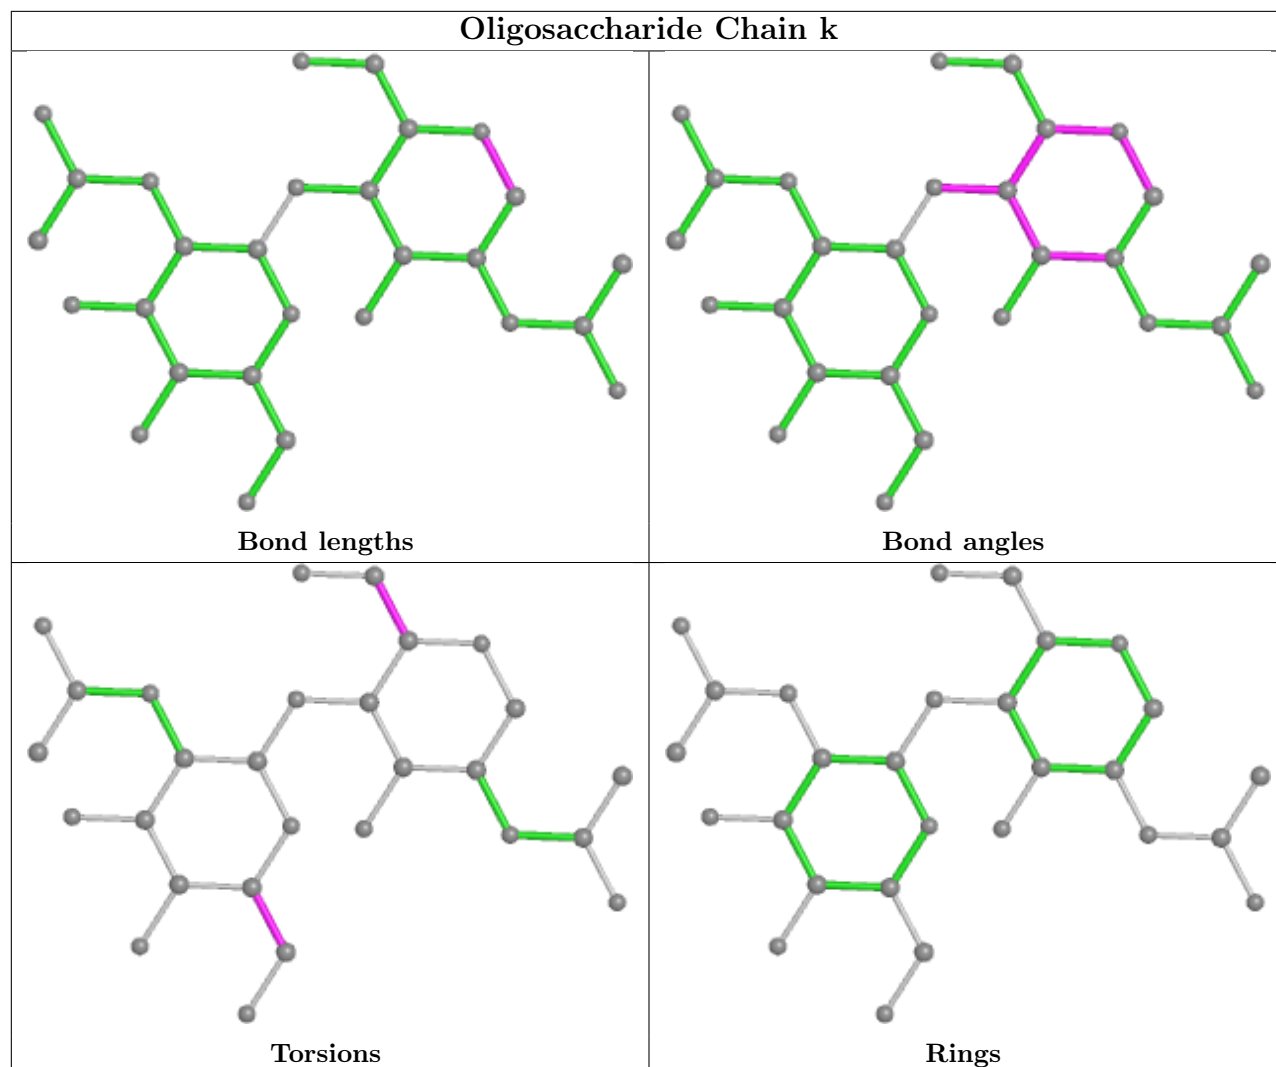 Oligosaccharide Chain k
Bond lengths
Bond angles
Torsions
Rings